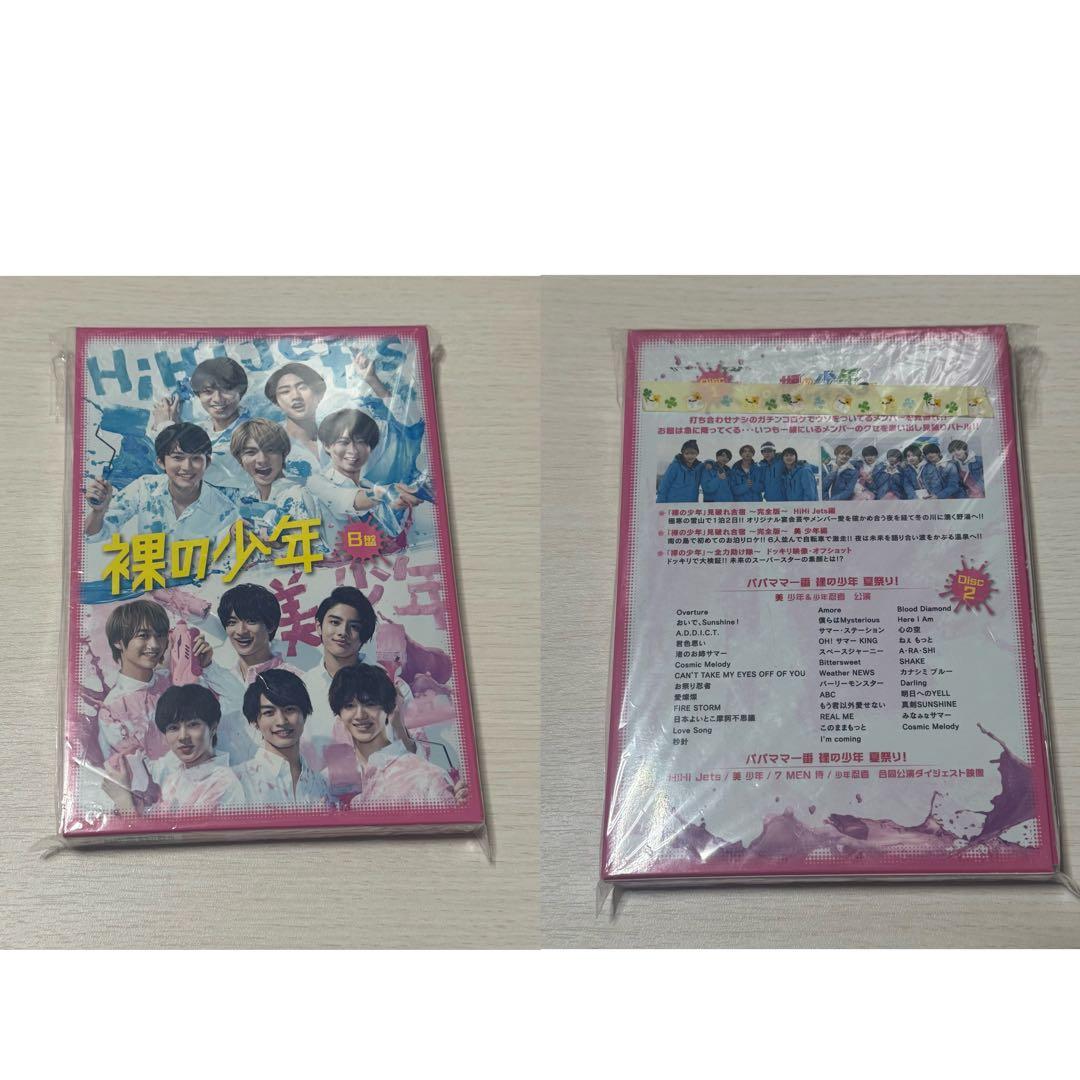 HiHi Jets
裸の少年
B盤
美 少年
Disc
裸の少年
打ち合わせナシのガチンコロケでウソをついてるメンバーを見破れ!!
お題は急に降ってくる・・・いつも一緒にいるメンバーのクセを思い出し見破りバトル!!
「裸の少年」見破れ合宿 ～完全版～ HiHi Jets編
極寒の雪山で1泊2日!! オリジナル宴会芸やメンバー愛を確かめ合う夜を経て冬の川に湧く野湯へ!!
「裸の少年」見破れ合宿 ～完全版～ 美 少年編
南の島で初めてのお泊りロケ!! 6人並んで自転車で激走!! 夜は未来を語り合い波をかぶる温泉へ!!
「裸の少年」～全力助け隊～ ドッキリ映像・オフショット
ドッキリで大検証!! 未来のスーパースターの素顔とは!?
Disc
2
パパママ一番 裸の少年 夏祭り!
美 少年&少年忍者 公演
Overture
おいで、Sunshine!
A.D.D.I.C.T.
君色思い
渚のお姉サマー
Cosmic Melody
CAN'T TAKE MY EYES OFF OF YOU
お祭り忍者
愛燦燦
FIRE STORM
日本よいとこ摩訶不思議
Love Song
秒針
Amore
僕らはMysterious
サマー・ステーション
OH! サマー KING
スペースジャーニー
Bittersweet
Weather NEWS
パーリーモンスター
ABC
もう君以外愛せない
REAL ME
このままもっと
I'm coming
Blood Diamond
Here I Am
心の空
ねぇ もっと
A・RA・SHI
SHAKE
カナシミ ブルー
Darling
明日へのYELL
真剣SUNSHINE
みなみなサマー
Cosmic Melody
パパママ一番 裸の少年 夏祭り!
HiHi Jets / 美 少年 / 7 MEN 侍 / 少年忍者 合同公演ダイジェスト映像